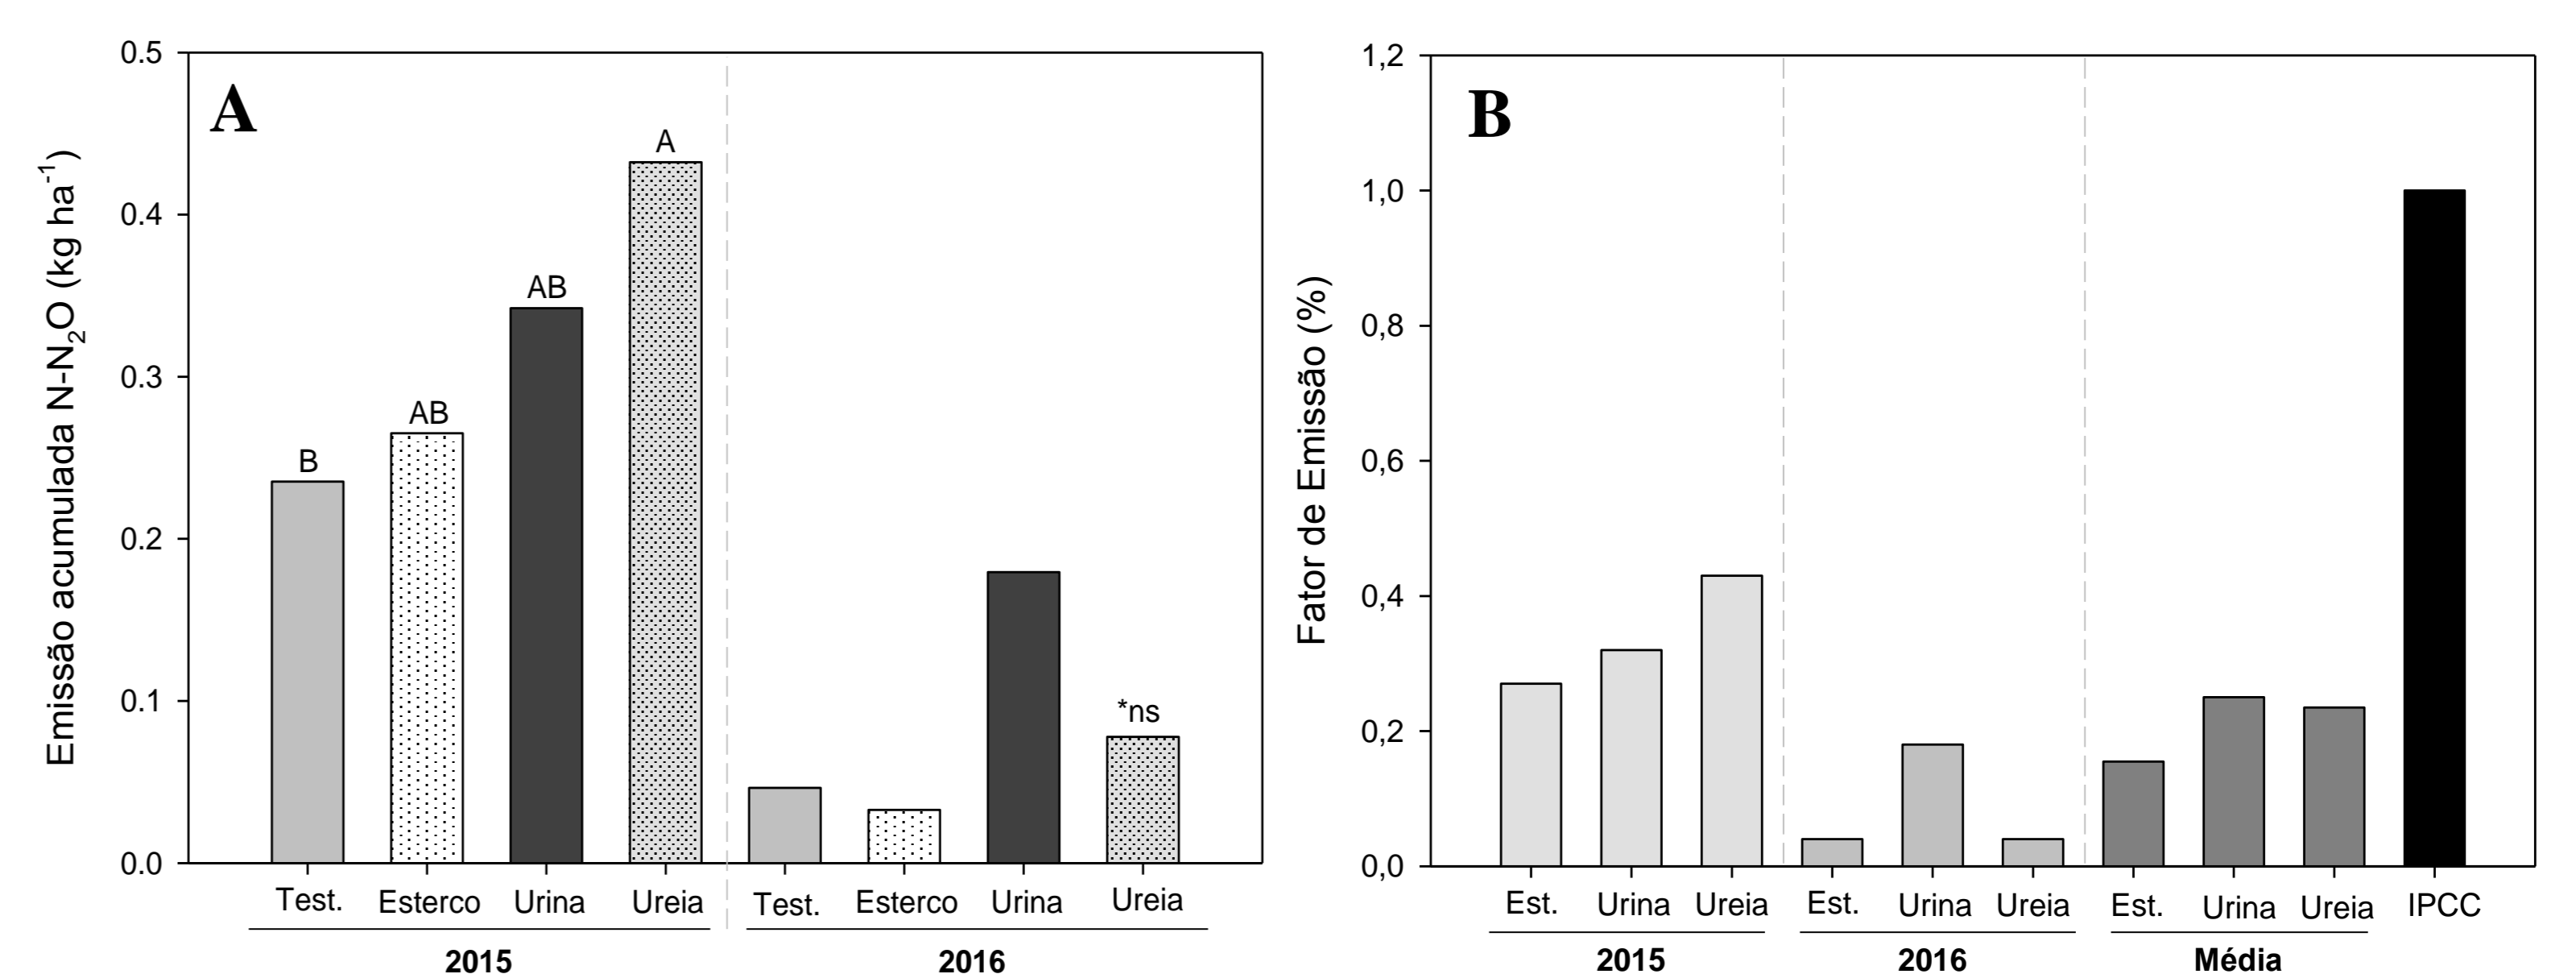 A
Emissão acumulada N-N₂O (kg ha⁻¹)
0.5
0.4
0.3
0.2
0.1
0.0
B
AB
AB
A
*ns
Test. Esterco Urina Ureia Test. Esterco Urina Ureia
2015 2016
B
Fator de Emissão (%)
1,2
1,0
0,8
0,6
0,4
0,2
0,0
Est. Urina Ureia Est. Urina Ureia Est. Urina Ureia IPCC
2015 2016 Média